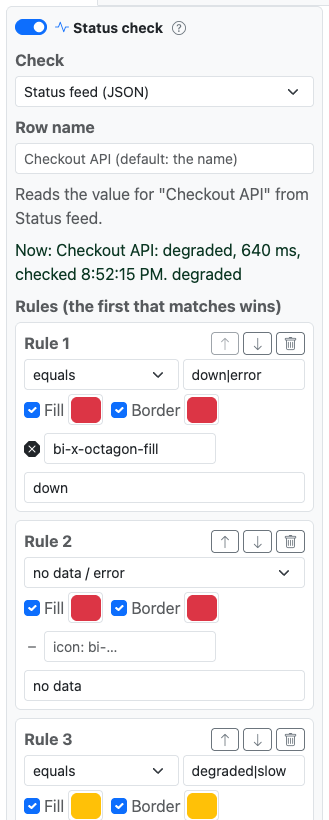 Status check ?
Check
Status feed (JSON)
Row name
Checkout API (default: the name)
Reads the value for "Checkout API" from
Status feed.
Now: Checkout API: degraded, 640 ms,
checked 8:52:15 PM. degraded
Rules (the first that matches wins)
Rule 1 ↑ ↓
equals down|error
Fill Border
bi-x-octagon-fill
down
Rule 2 ↑ ↓
no data / error
Fill Border
– icon: bi-...
no data
Rule 3 ↑ ↓
equals degraded|slow
Fill Border